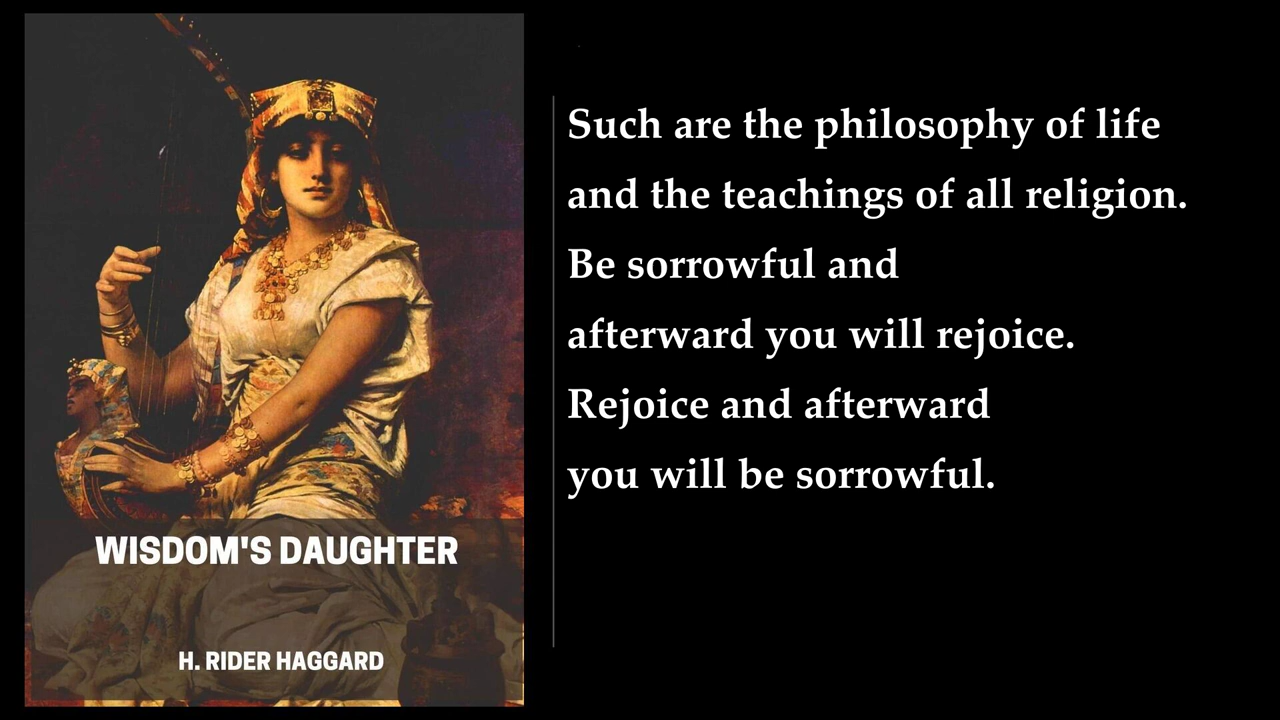 WISDOM'S DAUGHTER
H. RIDER HAGGARD
Such are the philosophy of life
and the teachings of all religion.
Be sorrowful and
afterward you will rejoice.
Rejoice and afterward
you will be sorrowful.